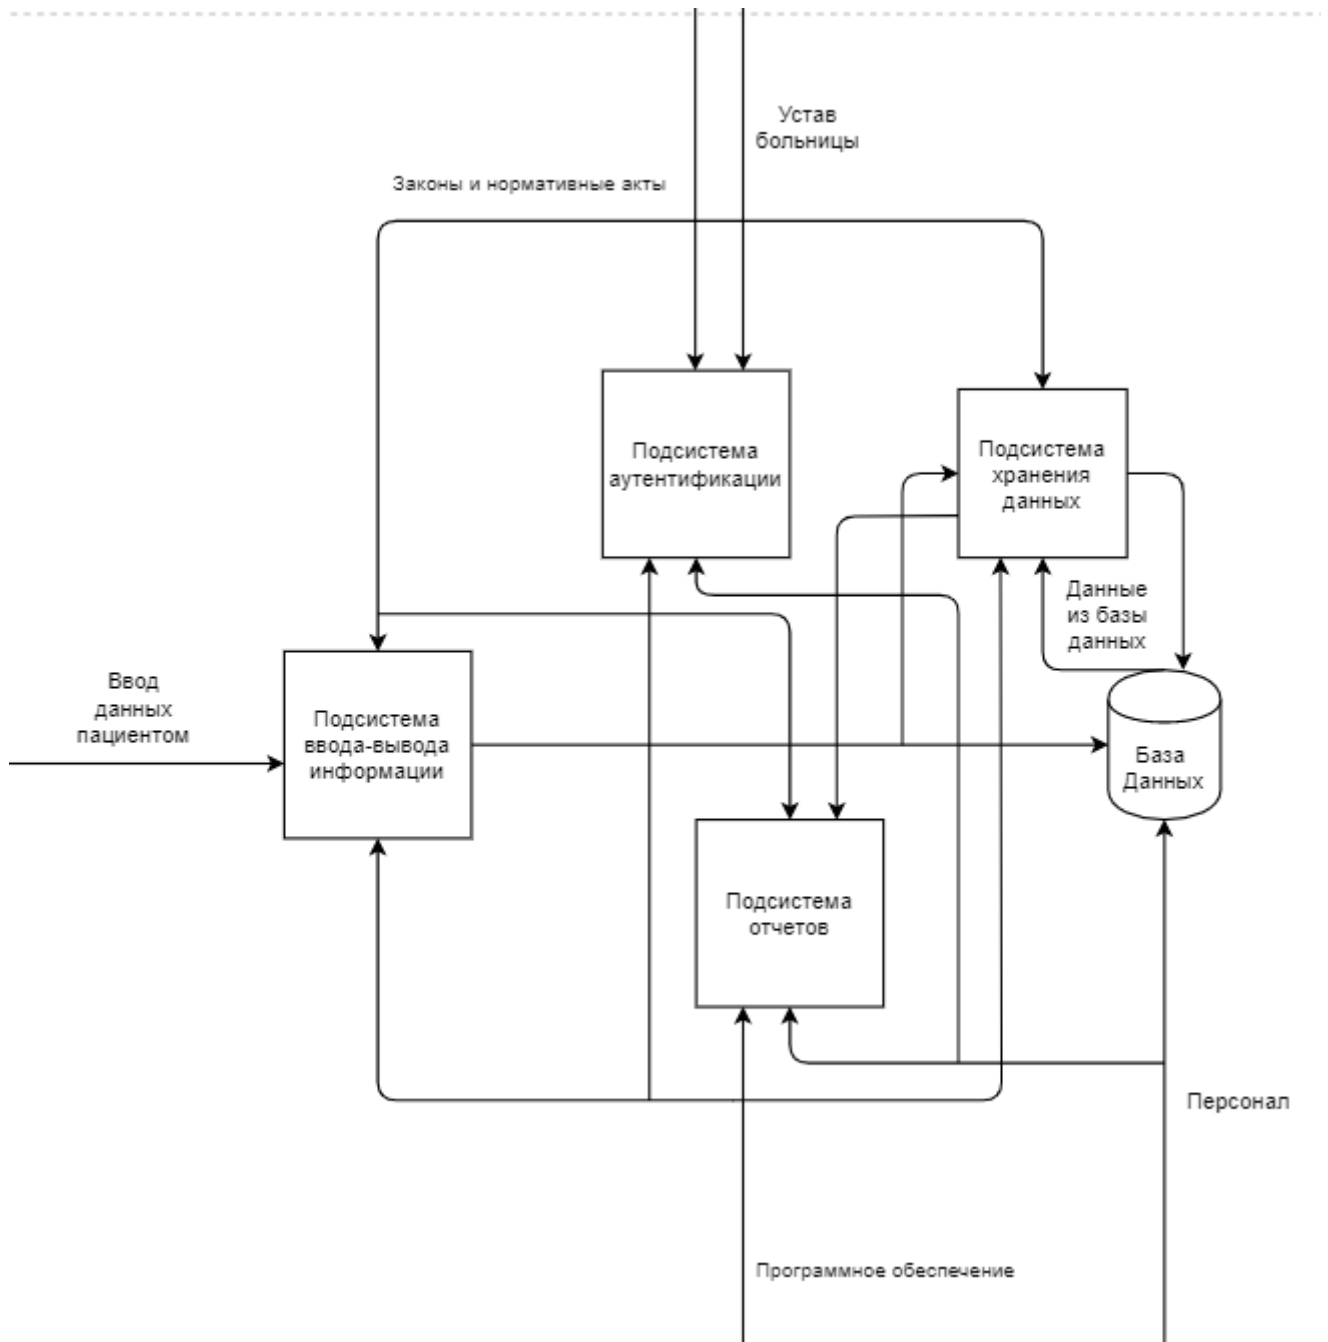 Устав
больницы
Законы и нормативные акты
Подсистема
аутентификации
Подсистема
хранения
данных
Данные
из базы
данных
Ввод
данных
пациентом
Подсистема
ввода-вывода
информации
База
Данных
Подсистема
отчетов
Персонал
Программное обеспечение